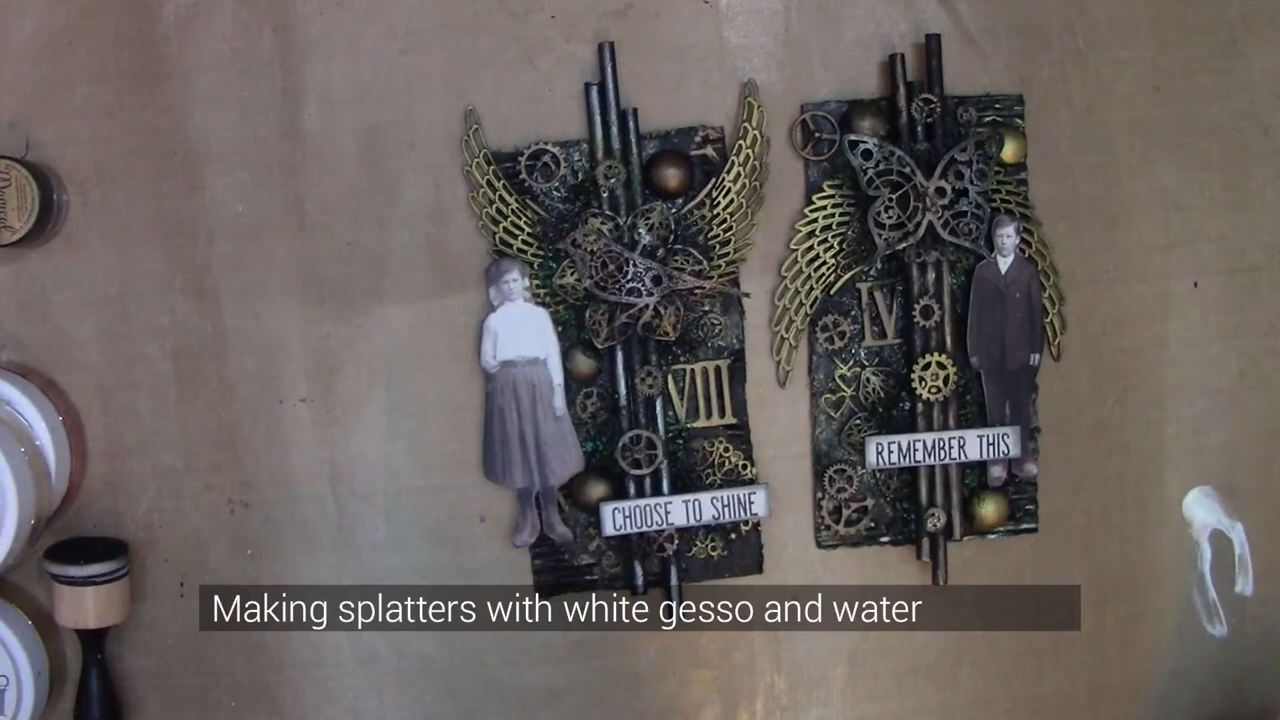 VIII
IV
REMEMBER THIS
CHOOSE TO SHINE
Making splatters with white gesso and water